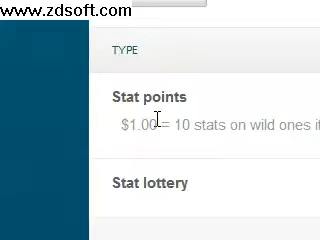 www.zdsoft.com
TYPE
Stat points
$1.00 = 10 stats on wild ones
Stat lottery